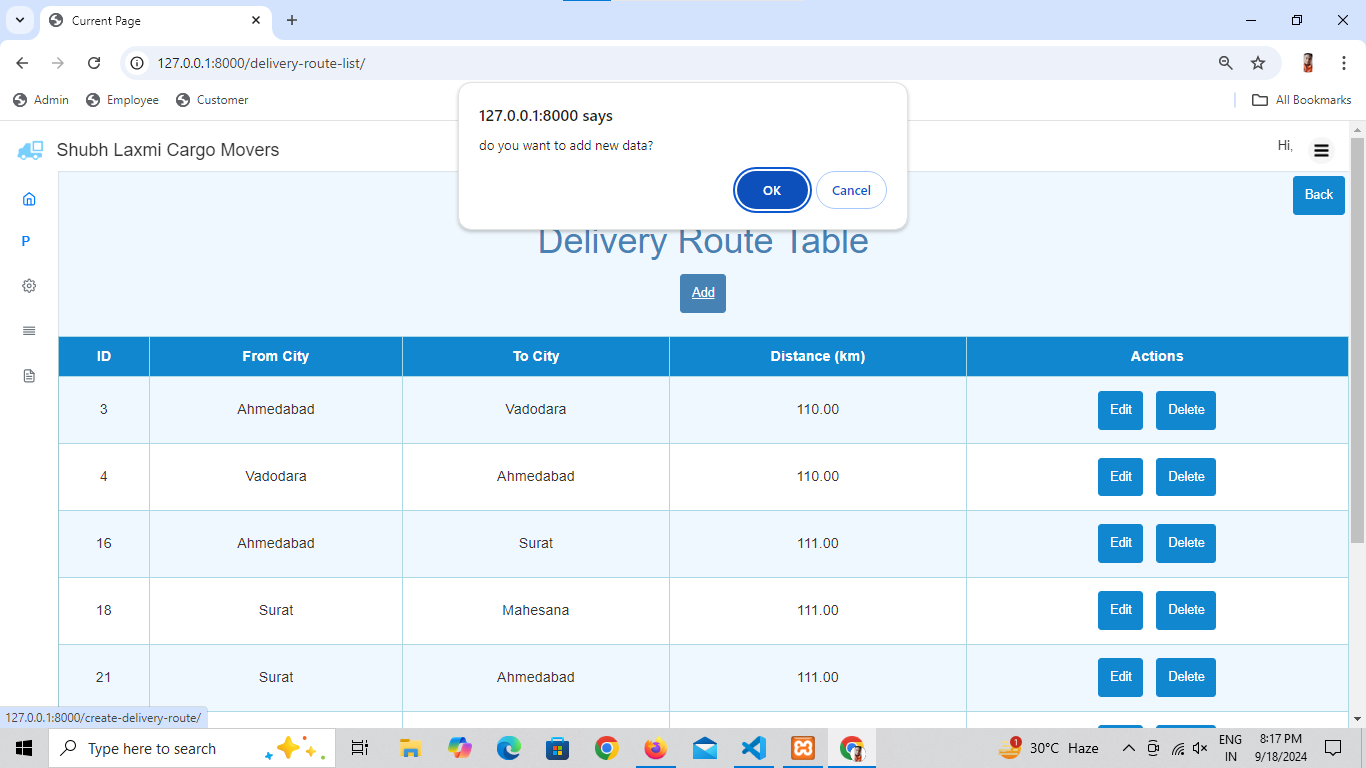 Current Page
127.0.0.1:8000/delivery-route-list/
Admin Employee Customer All Bookmarks
127.0.0.1:8000 says
do you want to add new data?
OK Cancel
Shubh Laxmi Cargo Movers Hi,
Back
P
Delivery Route Table
Add
ID From City To City Distance (km) Actions
3 Ahmedabad Vadodara 110.00 Edit Delete
4 Vadodara Ahmedabad 110.00 Edit Delete
16 Ahmedabad Surat 111.00 Edit Delete
18 Surat Mahesana 111.00 Edit Delete
21 Surat Ahmedabad 111.00 Edit Delete
127.0.0.1:8000/create-delivery-route/
Type here to search
1
30°C Haze
ENG
IN
8:17 PM
9/18/2024